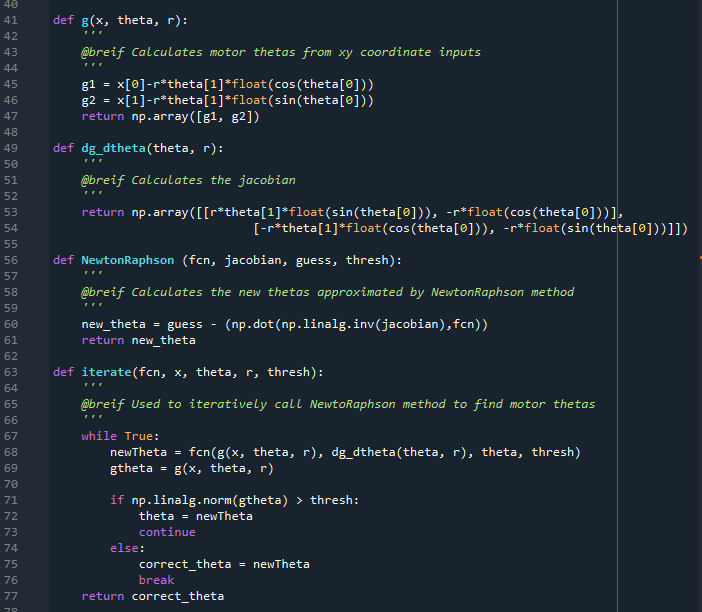 40
41 def g(x, theta, r):
42     '''
43     @breif Calculates motor thetas from xy coordinate inputs
44     '''
45     g1 = x[0]-r*theta[1]*float(cos(theta[0]))
46     g2 = x[1]-r*theta[1]*float(sin(theta[0]))
47     return np.array([g1, g2])
48
49 def dg_dtheta(theta, r):
50     '''
51     @breif Calculates the jacobian
52     '''
53     return np.array([[r*theta[1]*float(sin(theta[0])), -r*float(cos(theta[0]))],
54                             [-r*theta[1]*float(cos(theta[0])), -r*float(sin(theta[0]))]])
55
56 def NewtonRaphson (fcn, jacobian, guess, thresh):
57     '''
58     @breif Calculates the new thetas approximated by NewtonRaphson method
59     '''
60     new_theta = guess - (np.dot(np.linalg.inv(jacobian),fcn))
61     return new_theta
62
63 def iterate(fcn, x, theta, r, thresh):
64     '''
65     @breif Used to iteratively call NewtoRaphson method to find motor thetas
66     '''
67     while True:
68         newTheta = fcn(g(x, theta, r), dg_dtheta(theta, r), theta, thresh)
69         gtheta = g(x, theta, r)
70
71         if np.linalg.norm(gtheta) > thresh:
72             theta = newTheta
73             continue
74         else:
75             correct_theta = newTheta
76             break
77     return correct_theta
78